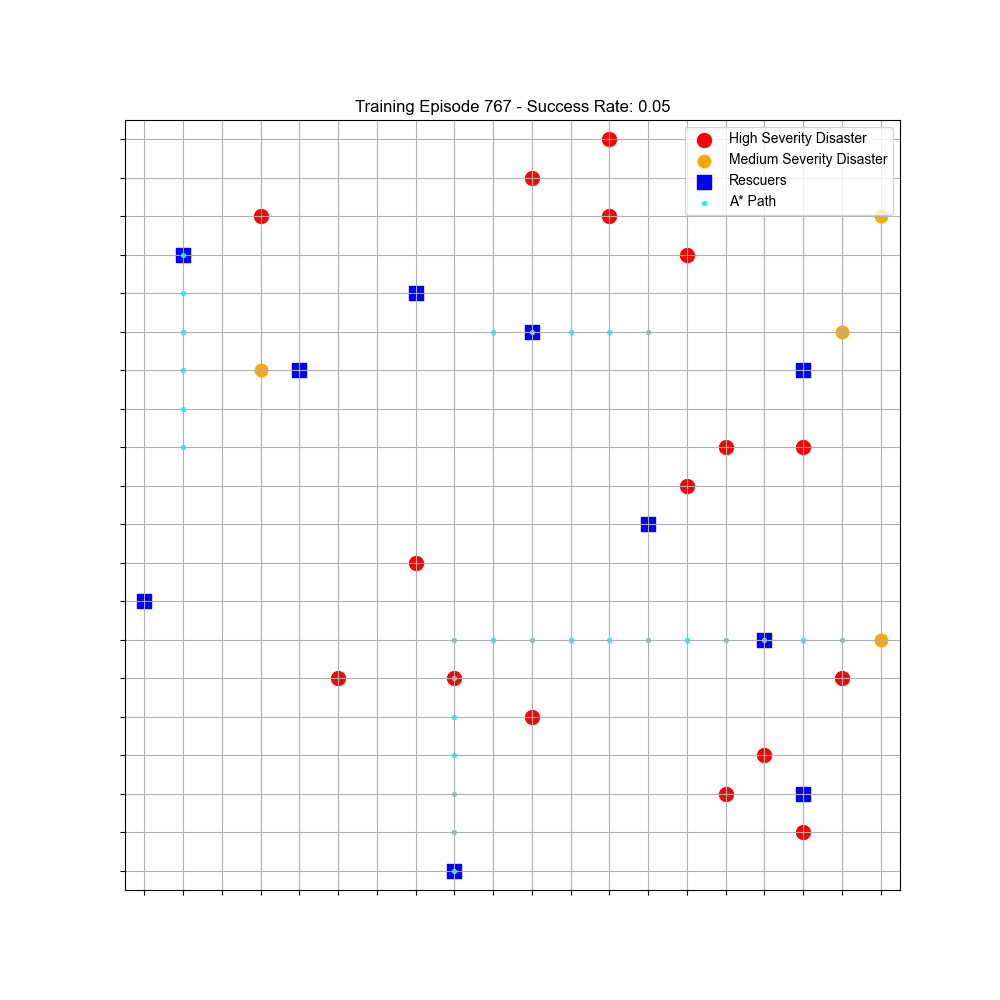 Training Episode 767 - Success Rate: 0.05
High Severity Disaster
Medium Severity Disaster
Rescuers
A* Path